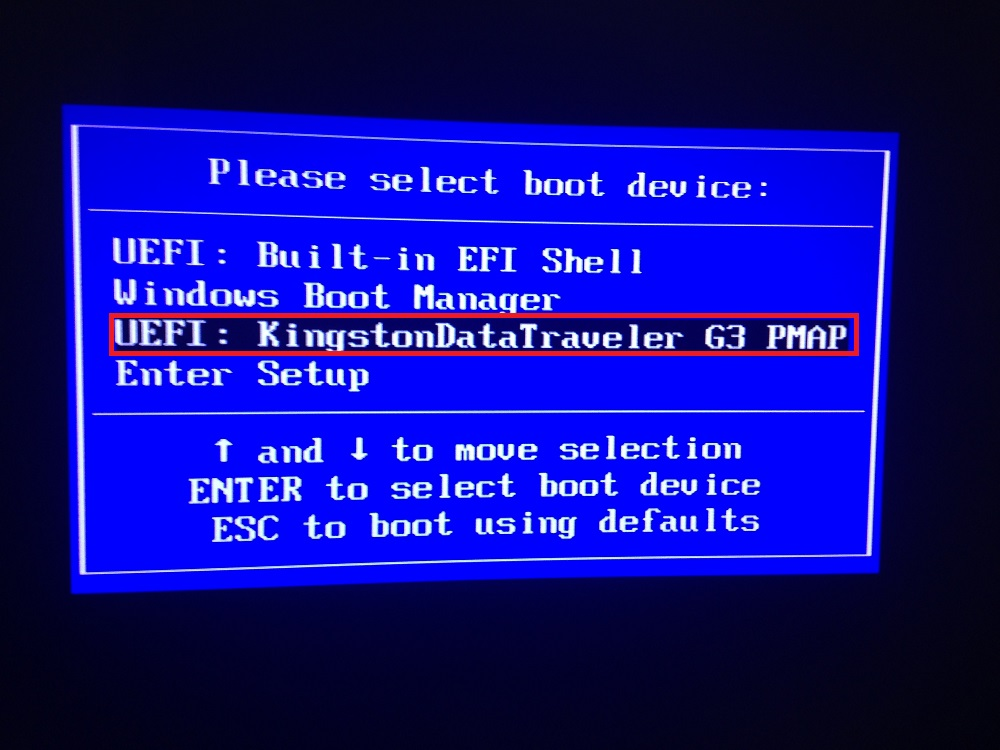 Please select boot device:
UEFI: Built-in EFI Shell
Windows Boot Manager
UEFI: KingstonDataTraveler G3 PMAP
Enter Setup
↑ and ↓ to move selection
ENTER to select boot device
ESC to boot using defaults